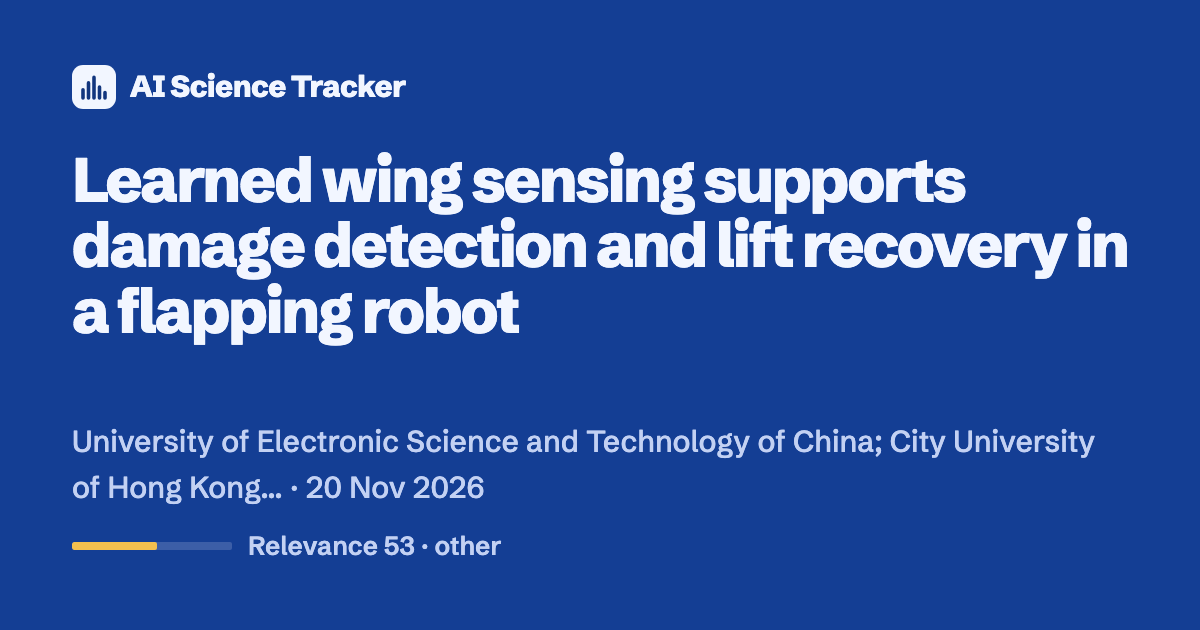 AI Science Tracker
Learned wing sensing supports
damage detection and lift recovery in
a flapping robot
University of Electronic Science and Technology of China; City University
of Hong Kong... · 20 Nov 2026
Relevance 53 · other